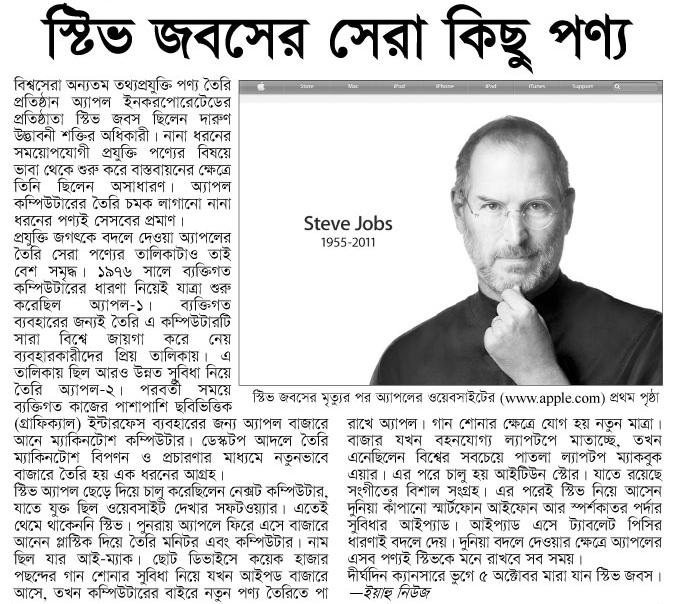 স্টিভ জবসের সেরা কিছু পণ্য
বিশ্বসেরা অন্যতম তথ্যপ্রযুক্তি পণ্য তৈরি
প্রতিষ্ঠান অ্যাপল ইনকরপোরেটেডের
প্রতিষ্ঠাতা স্টিভ জবস ছিলেন দারুণ
উদ্ভাবনী শক্তির অধিকারী। নানা ধরনের
সময়োপযোগী প্রযুক্তি পণ্যের বিষয়ে
ভাবা থেকে শুরু করে বাস্তবায়নের ক্ষেত্রে
তিনি ছিলেন অসাধারণ। অ্যাপল
কম্পিউটারের তৈরি চমক লাগানো নানা
ধরনের পণ্যই সেসবের প্রমাণ।
প্রযুক্তি জগৎকে বদলে দেওয়া অ্যাপলের
তৈরি সেরা পণ্যের তালিকাটাও তাই
বেশ সমৃদ্ধ। ১৯৭৬ সালে ব্যক্তিগত
কম্পিউটারের ধারণা নিয়েই যাত্রা শুরু
করেছিল অ্যাপল-১। ব্যক্তিগত
ব্যবহারের জন্যই তৈরি এ কম্পিউটারটি
সারা বিশ্বে জায়গা করে নেয়
ব্যবহারকারীদের প্রিয় তালিকায়। এ
তালিকায় ছিল আরও উন্নত সুবিধা নিয়ে
তৈরি অ্যাপল-২। পরবর্তী সময়ে
ব্যক্তিগত কাজের পাশাপাশি ছবিভিত্তিক
(গ্রাফিক্যাল) ইন্টারফেস ব্যবহারের জন্য অ্যাপল বাজারে
আনে ম্যাকিনটোশ কম্পিউটার। ডেস্কটপ আদলে তৈরি
ম্যাকিনটোশ বিপণন ও প্রচারণার মাধ্যমে নতুনভাবে
বাজারে তৈরি হয় এক ধরনের আগ্রহ।
স্টিভ অ্যাপল ছেড়ে দিয়ে চালু করেছিলেন নেক্সট কম্পিউটার,
যাতে যুক্ত ছিল ওয়েবসাইট দেখার সফটওয়্যার। এতেই
থেমে থাকেননি স্টিভ। পুনরায় অ্যাপলে ফিরে এসে বাজারে
আনেন প্লাস্টিক দিয়ে তৈরি মনিটর এবং কম্পিউটার। নাম
ছিল যার আই-ম্যাক। ছোট ডিভাইসে কয়েক হাজার
পছন্দের গান শোনার সুবিধা নিয়ে যখন আইপড বাজারে
আসে, তখন কম্পিউটারের বাইরে নতুন পণ্য তৈরিতে পা
Store Mac iPod iPhone iPad iTunes Support
Steve Jobs
1955-2011
স্টিভ জবসের মৃত্যুর পর অ্যাপলের ওয়েবসাইটের (www.apple.com) প্রথম পৃষ্ঠা
রাখে অ্যাপল। গান শোনার ক্ষেত্রে যোগ হয় নতুন মাত্রা।
বাজার যখন বহনযোগ্য ল্যাপটপে মাতাচ্ছে, তখন
এনেছিলেন বিশ্বের সবচেয়ে পাতলা ল্যাপটপ ম্যাকবুক
এয়ার। এর পরে চালু হয় আইটিউন স্টোর। যাতে রয়েছে
সংগীতের বিশাল সংগ্রহ। এর পরেই স্টিভ নিয়ে আসেন
দুনিয়া কাঁপানো স্মার্টফোন আইফোন আর স্পর্শকাতর পর্দার
সুবিধার আইপ্যাড। আইপ্যাড এসে ট্যাবলেট পিসির
ধারণাই বদলে দেয়। দুনিয়া বদলে দেওয়ার ক্ষেত্রে অ্যাপলের
এসব পণ্যই স্টিভকে মনে রাখবে সব সময়।
দীর্ঘদিন ক্যানসারে ভুগে ৫ অক্টোবর মারা যান স্টিভ জবস।
—ইয়াহু নিউজ